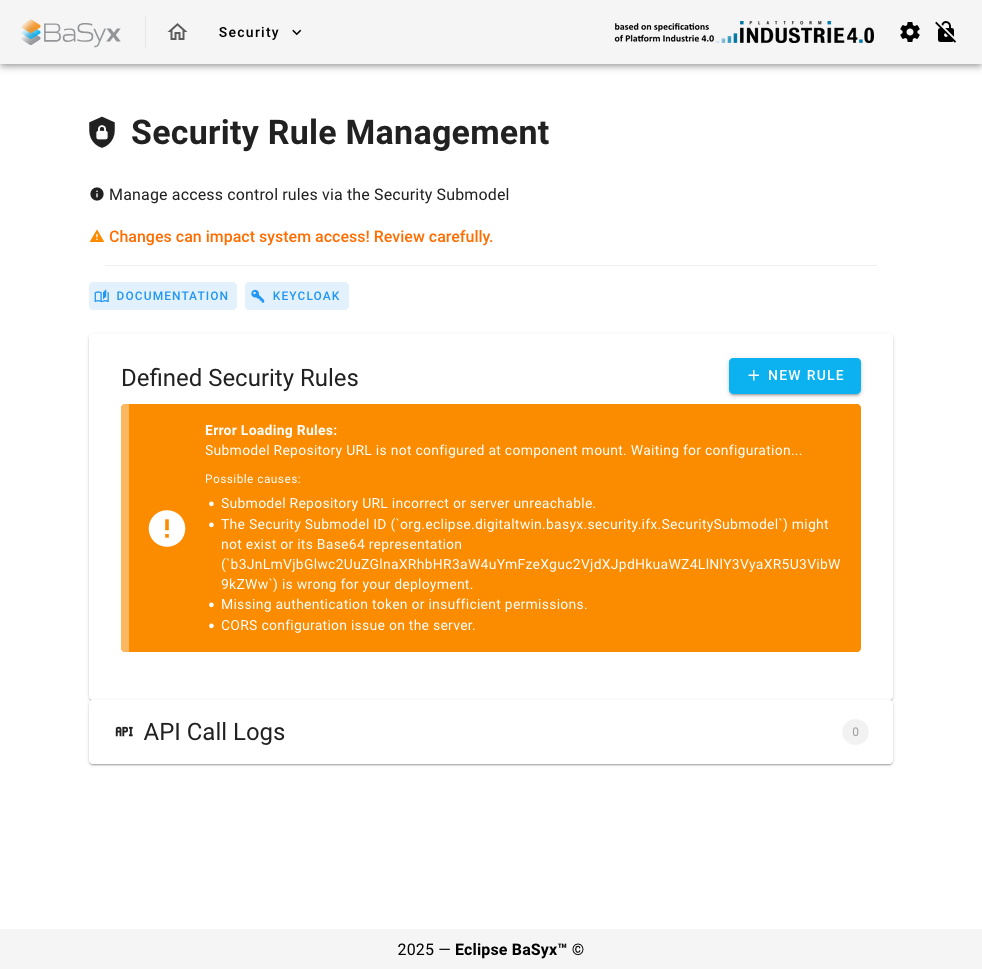 BaSyx
Security
based on specifications
of Platform Industrie 4.0
PLATTFORM
INDUSTRIE4.0
Security Rule Management
Manage access control rules via the Security Submodel
Changes can impact system access! Review carefully.
DOCUMENTATION
KEYCLOAK
Defined Security Rules
NEW RULE
Error Loading Rules:
Submodel Repository URL is not configured at component mount. Waiting for configuration...
Possible causes:
• Submodel Repository URL incorrect or server unreachable.
• The Security Submodel ID (`org.eclipse.digitaltwin.basyx.security.ifx.SecuritySubmodel`) might
not exist or its Base64 representation
(`b3JnLmVjbGlwc2UuZGlnaXRhbHR3aW4uYmFzeXguc2VjdXJpdHkuaWZ4LlNlY3VyaXR5U3VibW
9kZWw`) is wrong for your deployment.
• Missing authentication token or insufficient permissions.
• CORS configuration issue on the server.
API
API Call Logs
0
2025 — Eclipse BaSyx™ ©